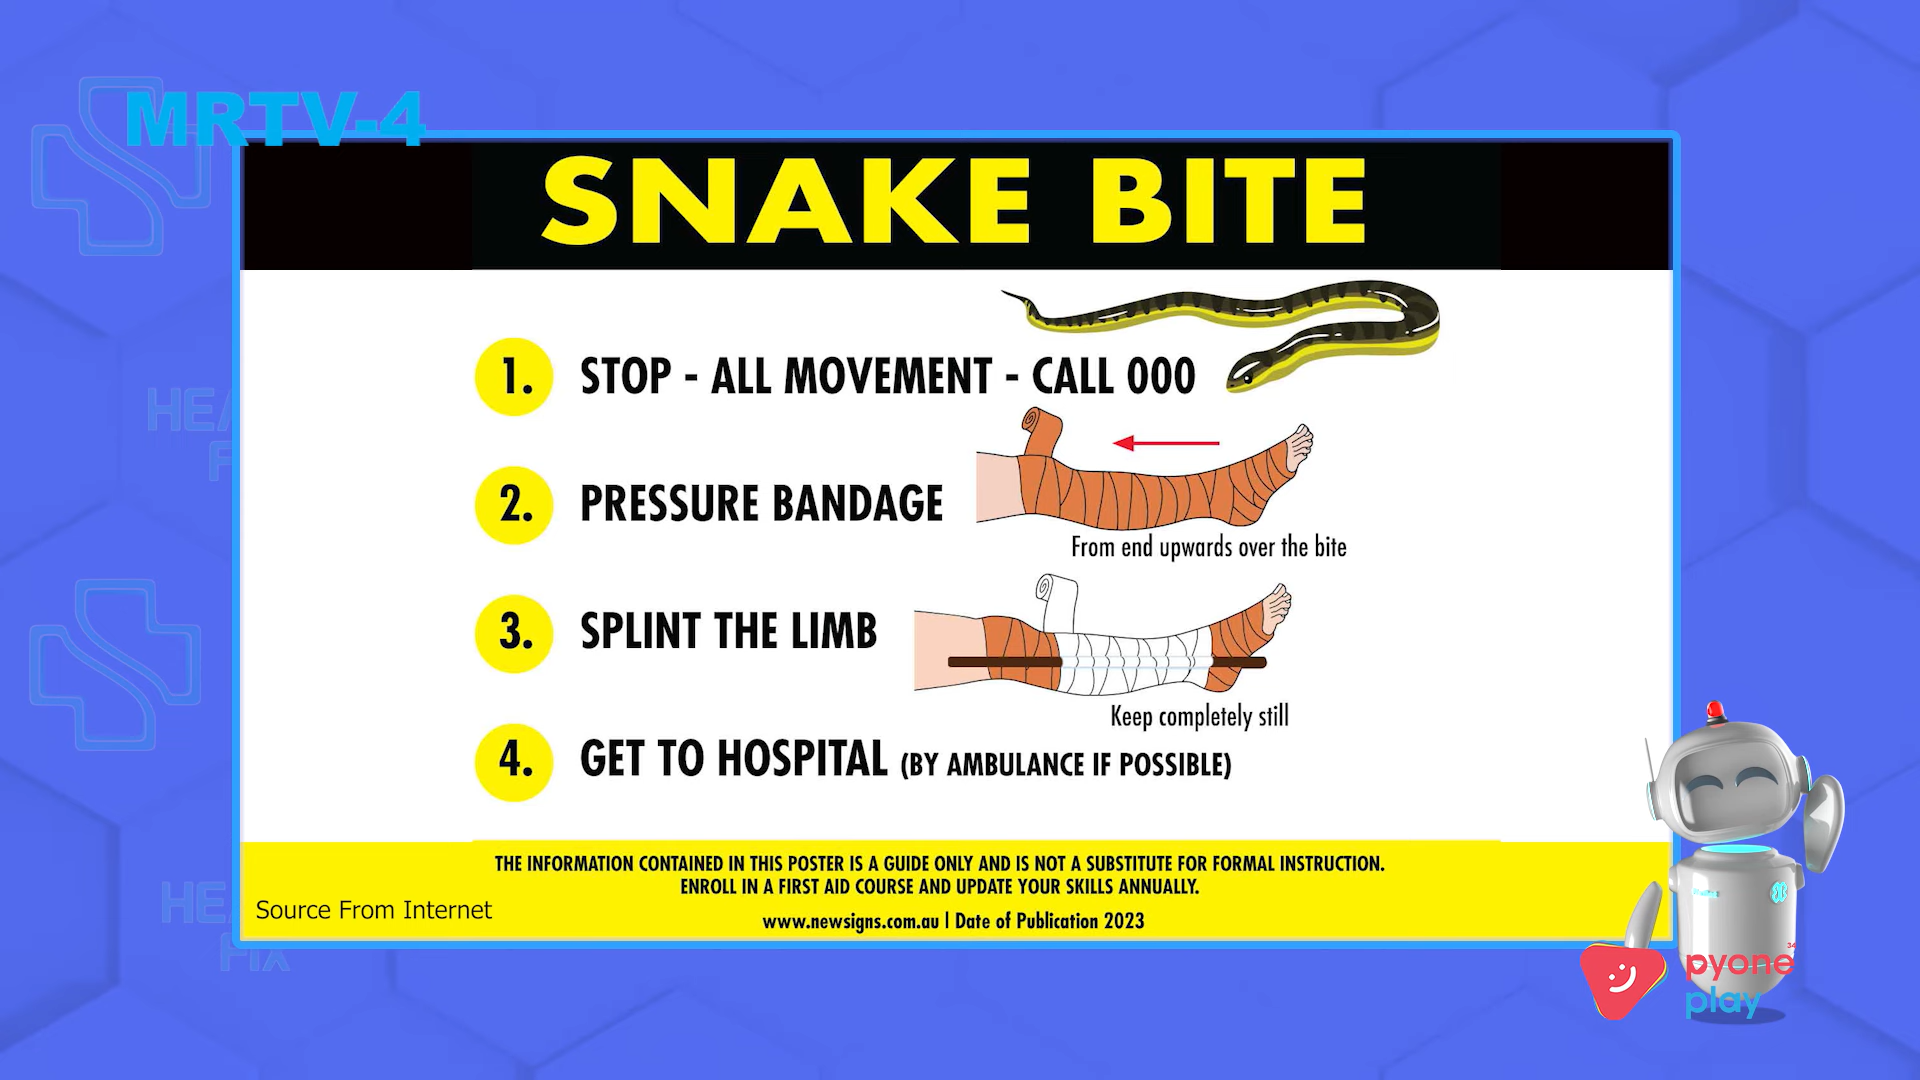 MRTV-4
SNAKE BITE
1. STOP - ALL MOVEMENT - CALL 000
2. PRESSURE BANDAGE
From end upwards over the bite
3. SPLINT THE LIMB
Keep completely still
4. GET TO HOSPITAL (BY AMBULANCE IF POSSIBLE)
THE INFORMATION CONTAINED IN THIS POSTER IS A GUIDE ONLY AND IS NOT A SUBSTITUTE FOR FORMAL INSTRUCTION.
ENROLL IN A FIRST AID COURSE AND UPDATE YOUR SKILLS ANNUALLY.
www.newsigns.com.au | Date of Publication 2023
Source From Internet
HEA
HE
FIX
pyone
play